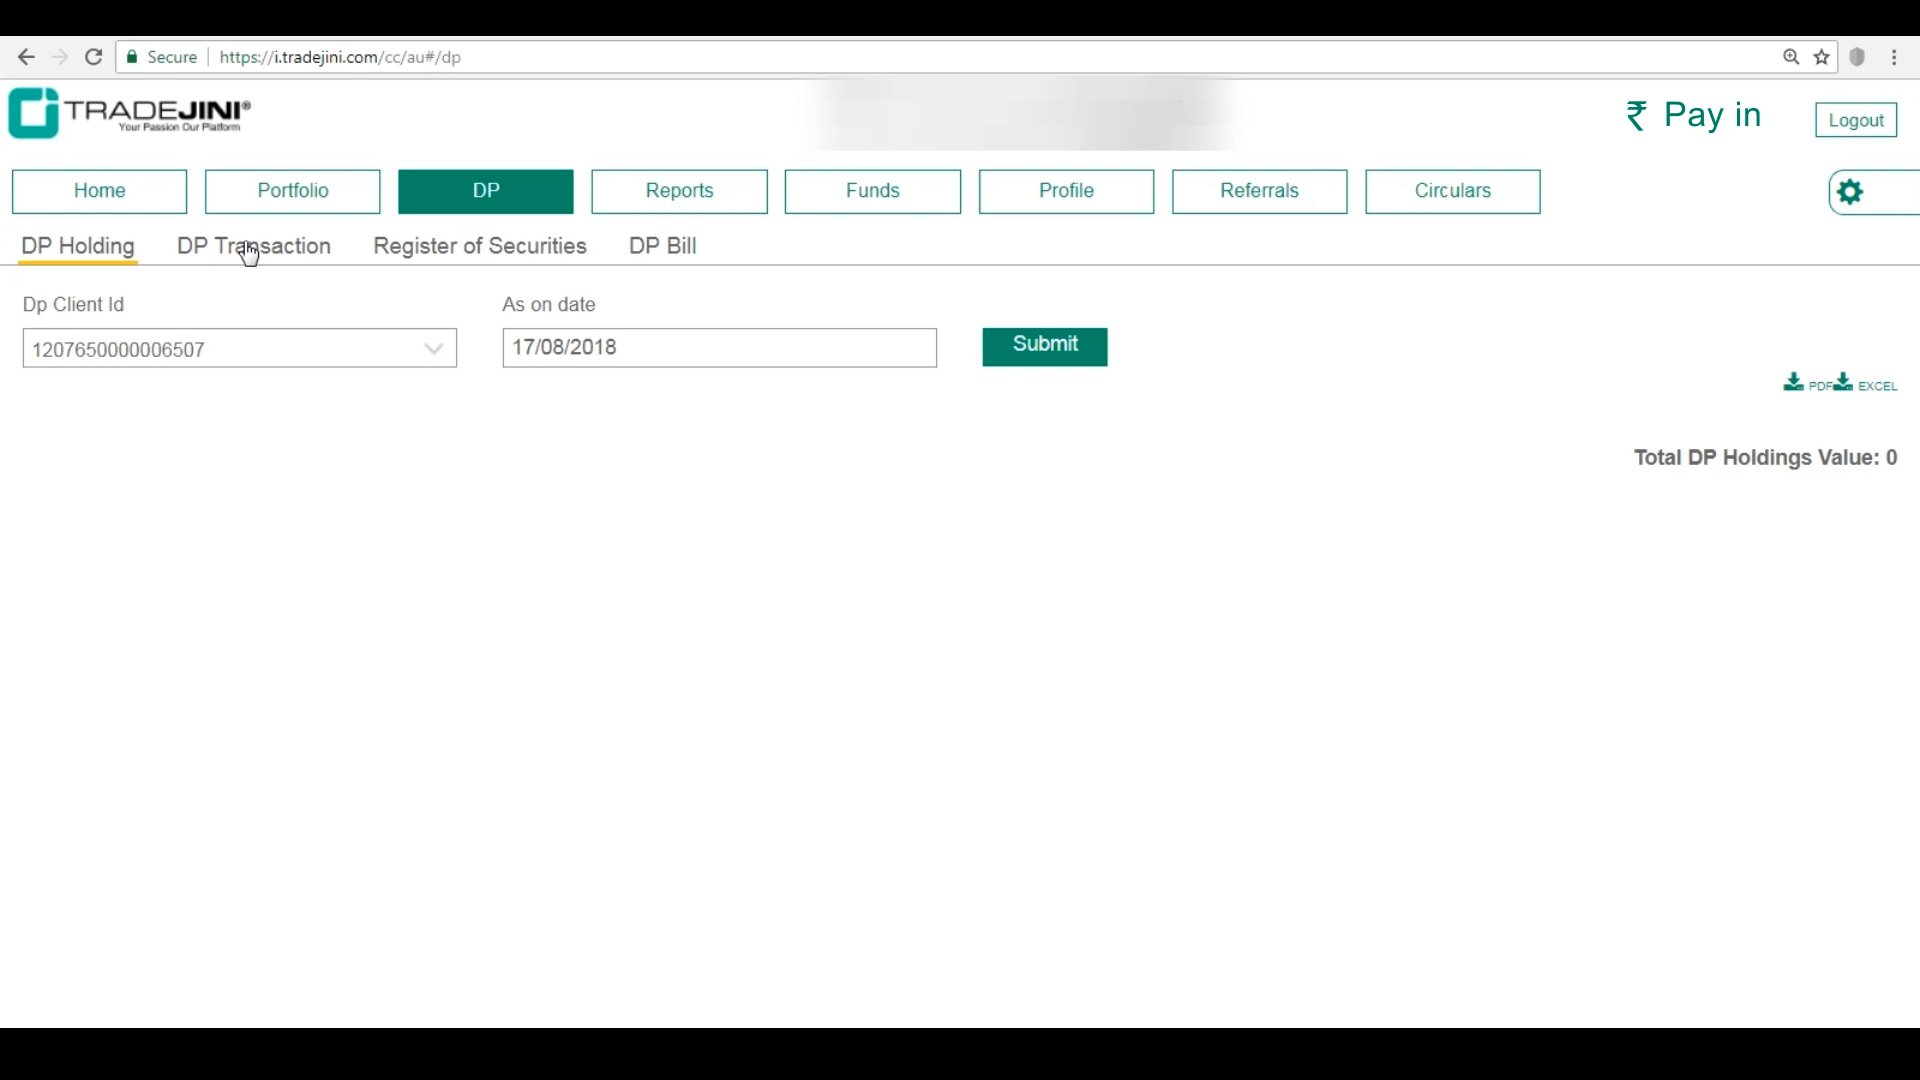 Secure https://i.tradejini.com/cc/au#/dp
TRADEJINI®
Your Passion Our Platform
₹ Pay in
Logout
Home Portfolio DP Reports Funds Profile Referrals Circulars
DP Holding DP Transaction Register of Securities DP Bill
Dp Client Id As on date
1207650000006507 17/08/2018 Submit
PDF EXCEL
Total DP Holdings Value: 0